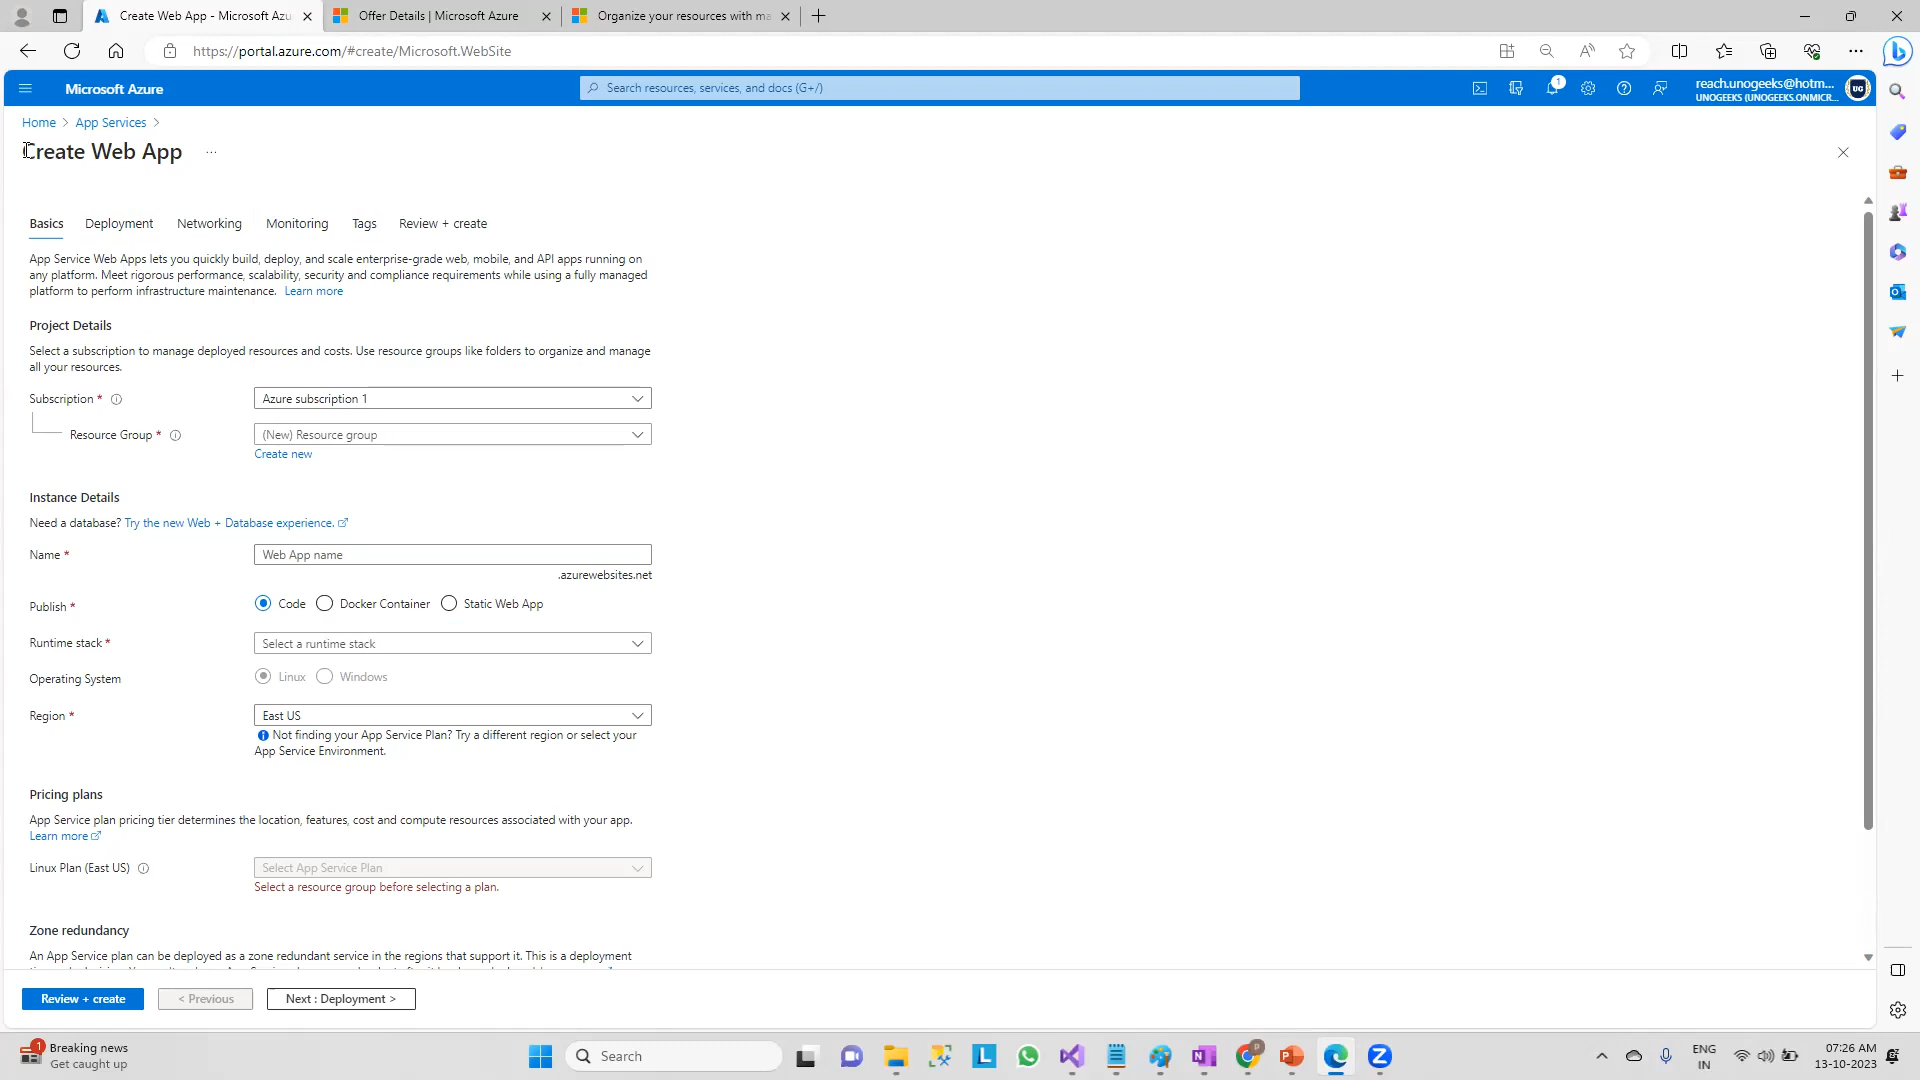 Create Web App - Microsoft Azu
Offer Details | Microsoft Azure
Organize your resources with ma
https://portal.azure.com/#create/Microsoft.WebSite
Microsoft Azure
Search resources, services, and docs (G+/)
1
reach.unogeeks@hotm...
UNOGEEKS (UNOGEEKS.ONMICR...
UG
Home > App Services >
Create Web App ...
Basics Deployment Networking Monitoring Tags Review + create
App Service Web Apps lets you quickly build, deploy, and scale enterprise-grade web, mobile, and API apps running on
any platform. Meet rigorous performance, scalability, security and compliance requirements while using a fully managed
platform to perform infrastructure maintenance. Learn more
Project Details
Select a subscription to manage deployed resources and costs. Use resource groups like folders to organize and manage
all your resources.
Subscription * Azure subscription 1
Resource Group * (New) Resource group
Create new
Instance Details
Need a database? Try the new Web + Database experience.
Name * Web App name
.azurewebsites.net
Publish * Code Docker Container Static Web App
Runtime stack * Select a runtime stack
Operating System Linux Windows
Region * East US
Not finding your App Service Plan? Try a different region or select your
App Service Environment.
Pricing plans
App Service plan pricing tier determines the location, features, cost and compute resources associated with your app.
Learn more
Linux Plan (East US) Select App Service Plan
Select a resource group before selecting a plan.
Zone redundancy
An App Service plan can be deployed as a zone redundant service in the regions that support it. This is a deployment
Review + create < Previous Next : Deployment >
1
Breaking news
Get caught up
Search
ENG
IN
07:26 AM
13-10-2023